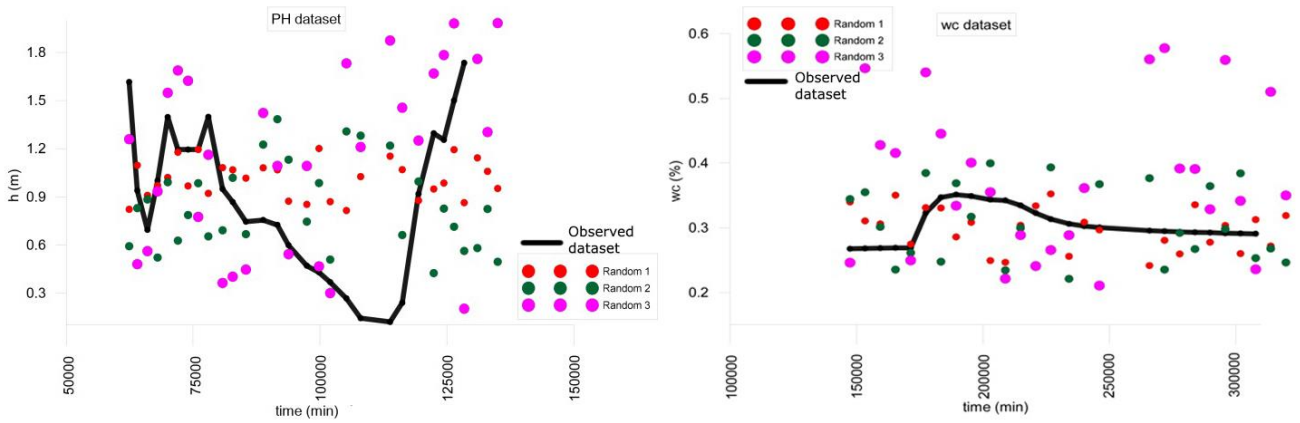 PH dataset
h (m)
1.8
1.5
1.2
0.9
0.6
0.3
50000
75000
100000
125000
150000
time (min)
Observed
dataset
Random 1
Random 2
Random 3
wc dataset
wc (%)
0.6
0.5
0.4
0.3
0.2
100000
150000
200000
250000
300000
time (min)
Random 1
Random 2
Random 3
Observed
dataset